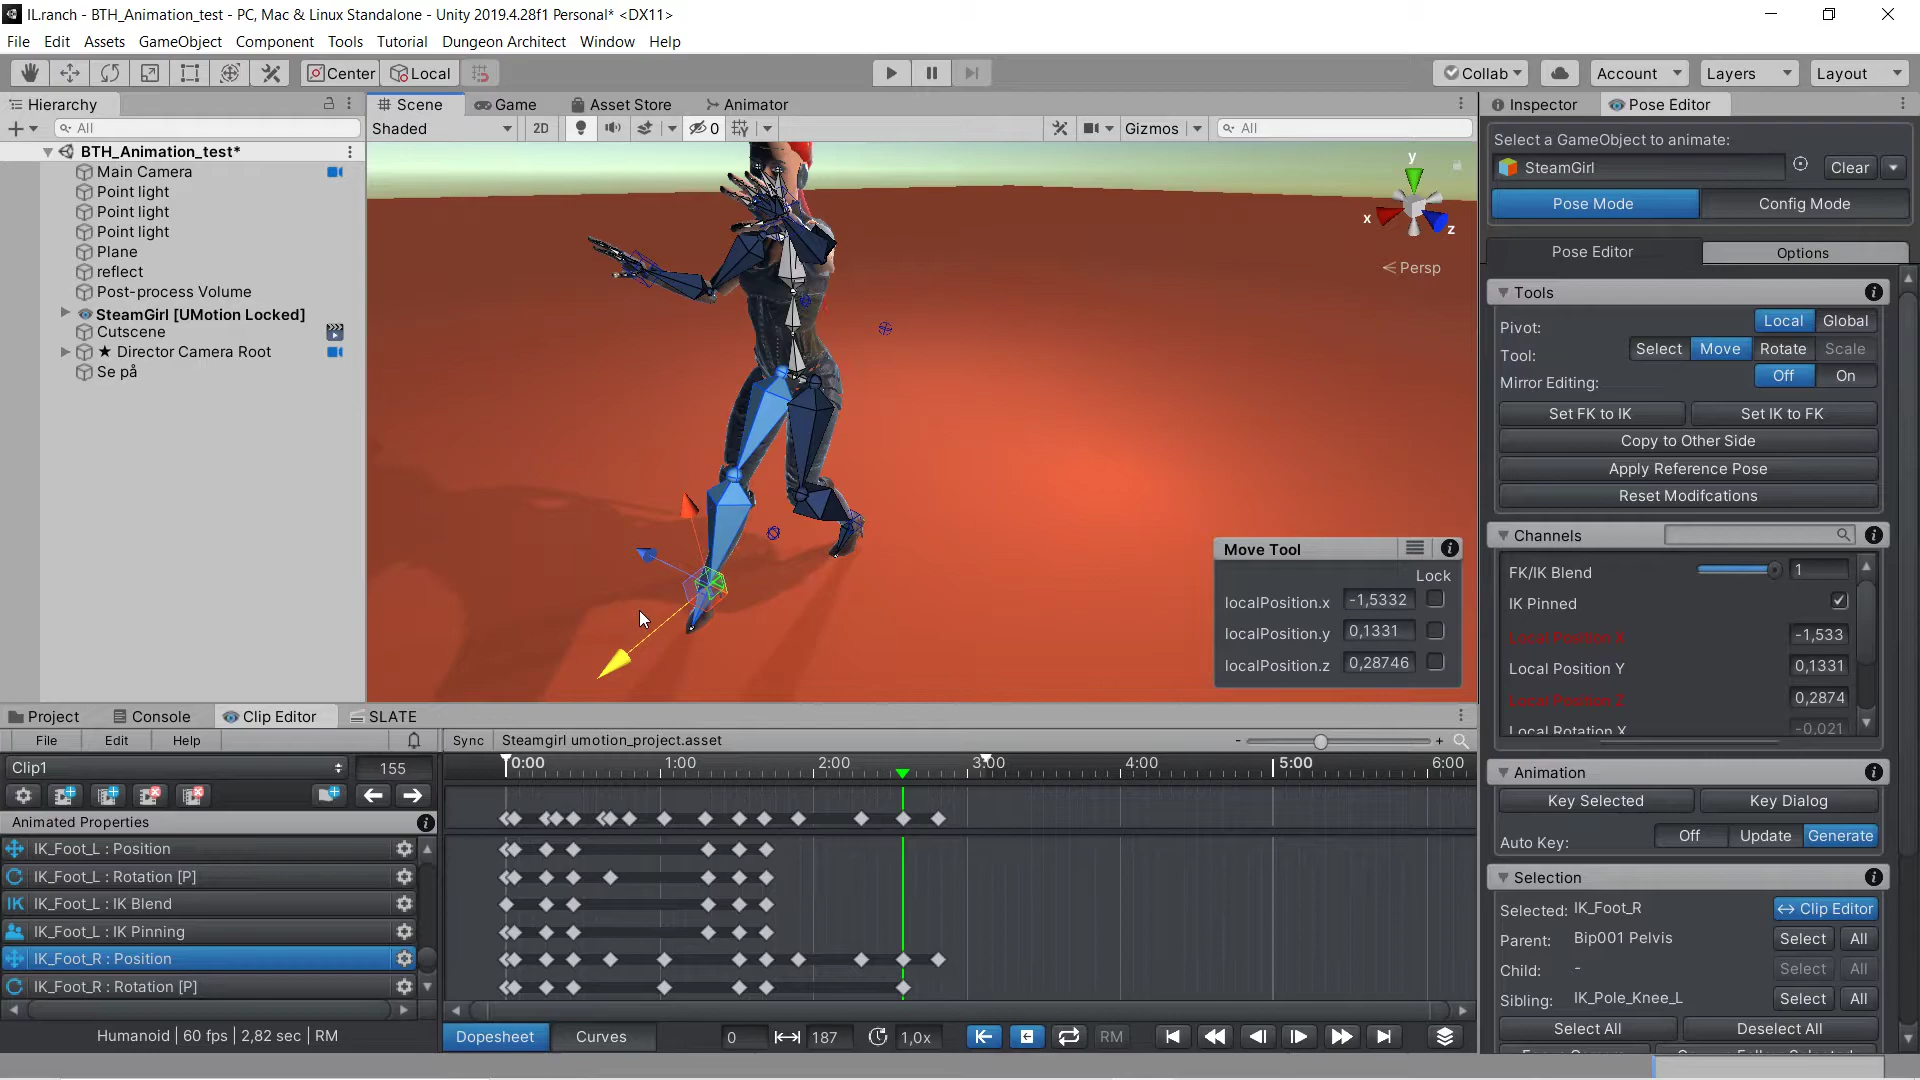 IL.ranch - BTH_Animation_test - PC, Mac & Linux Standalone - Unity 2019.4.28f1 Personal* <DX11>
File Edit Assets GameObject Component Tools Tutorial Dungeon Architect Window Help
Center Local Collab Account Layers Layout
Hierarchy
All
BTH_Animation_test*
Main Camera
Point light
Point light
Point light
Plane
reflect
Post-process Volume
SteamGirl [UMotion Locked]
Cutscene
★ Director Camera Root
Se på
Scene Game Asset Store Animator
Shaded 2D 0 Gizmos All
y
x
z
< Persp
Move Tool
Lock
localPosition.x -1,5332
localPosition.y 0,1331
localPosition.z 0,28746
Inspector Pose Editor
Select a GameObject to animate:
SteamGirl Clear
Pose Mode Config Mode
Pose Editor Options
Tools
Pivot: Local Global
Tool: Select Move Rotate Scale
Mirror Editing: Off On
Set FK to IK Set IK to FK
Copy to Other Side
Apply Reference Pose
Reset Modifcations
Channels
FK/IK Blend 1
IK Pinned
Local Position X -1,533
Local Position Y 0,1331
Local Position Z 0,2874
Local Rotation X -0,021
Animation
Key Selected Key Dialog
Auto Key: Off Update Generate
Selection
Selected: IK_Foot_R Clip Editor
Parent: Bip001 Pelvis Select All
Child: - Select All
Sibling: IK_Pole_Knee_L Select All
Select All Deselect All
Project Console Clip Editor SLATE
File Edit Help Sync Steamgirl umotion_project.asset - +
Clip1 155
0:00 1:00 2:00 3:00 4:00 5:00 6:00
Animated Properties
IK_Foot_L : Position
IK_Foot_L : Rotation [P]
IK_Foot_L : IK Blend
IK_Foot_L : IK Pinning
IK_Foot_R : Position
IK_Foot_R : Rotation [P]
Humanoid | 60 fps | 2,82 sec | RM
Dopesheet Curves 0 187 1,0x RM